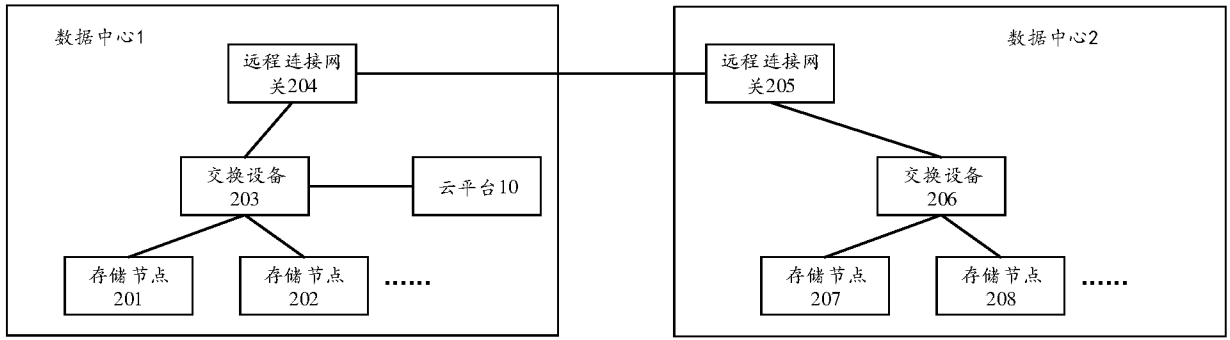 数据中心1
远程连接网
关204
交换设备
203
云平台10
存储节点
201
存储节点
202
......
数据中心2
远程连接网
关205
交换设备
206
存储节点
207
存储节点
208
......